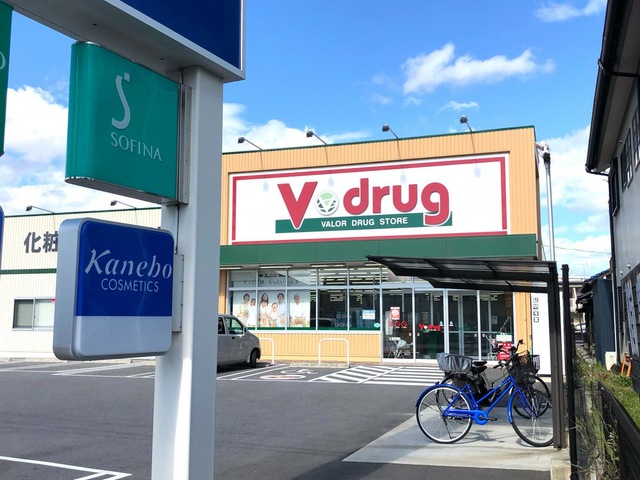 SOFINA
Kanebo
COSMETICS
化粧
V drug
VALOR DRUG STORE